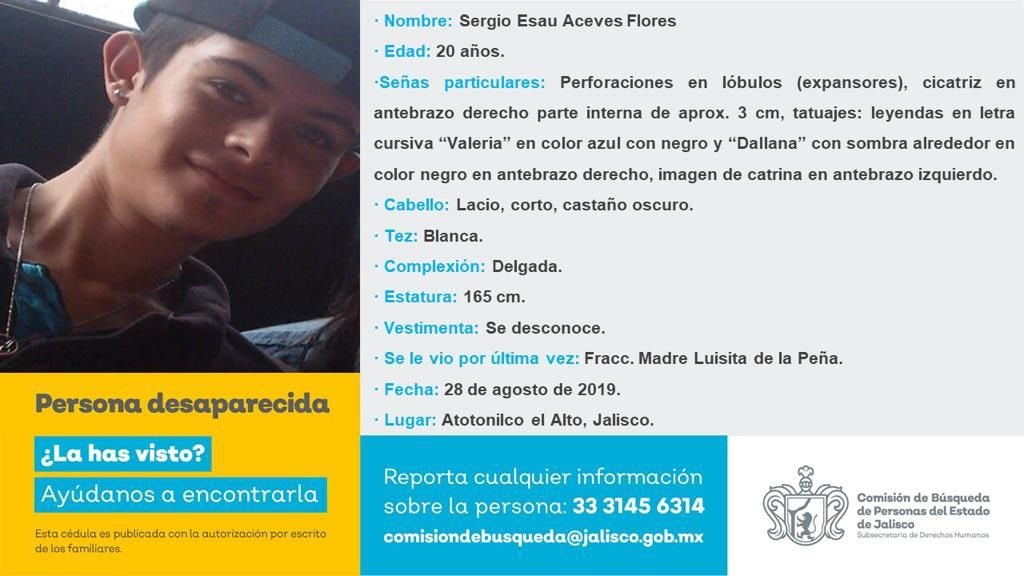 · Nombre: Sergio Esau Aceves Flores
· Edad: 20 años.
·Señas particulares: Perforaciones en lóbulos (expansores), cicatriz en
antebrazo derecho parte interna de aprox. 3 cm, tatuajes: leyendas en letra
cursiva “Valeria” en color azul con negro y “Dallana” con sombra alrededor en
color negro en antebrazo derecho, imagen de catrina en antebrazo izquierdo.
· Cabello: Lacio, corto, castaño oscuro.
· Tez: Blanca.
· Complexión: Delgada.
· Estatura: 165 cm.
· Vestimenta: Se desconoce.
· Se le vio por última vez: Fracc. Madre Luisita de la Peña.
· Fecha: 28 de agosto de 2019.
· Lugar: Atotonilco el Alto, Jalisco.
Persona desaparecida
¿La has visto?
Ayúdanos a encontrarla
Esta cédula es publicada con la autorización por escrito
de los familiares.
Reporta cualquier información
sobre la persona: 33 3145 6314
comisiondebusqueda@jalisco.gob.mx
Comisión de Búsqueda
de Personas del Estado
de Jalisco
Subsecretaría de Derechos Humanos